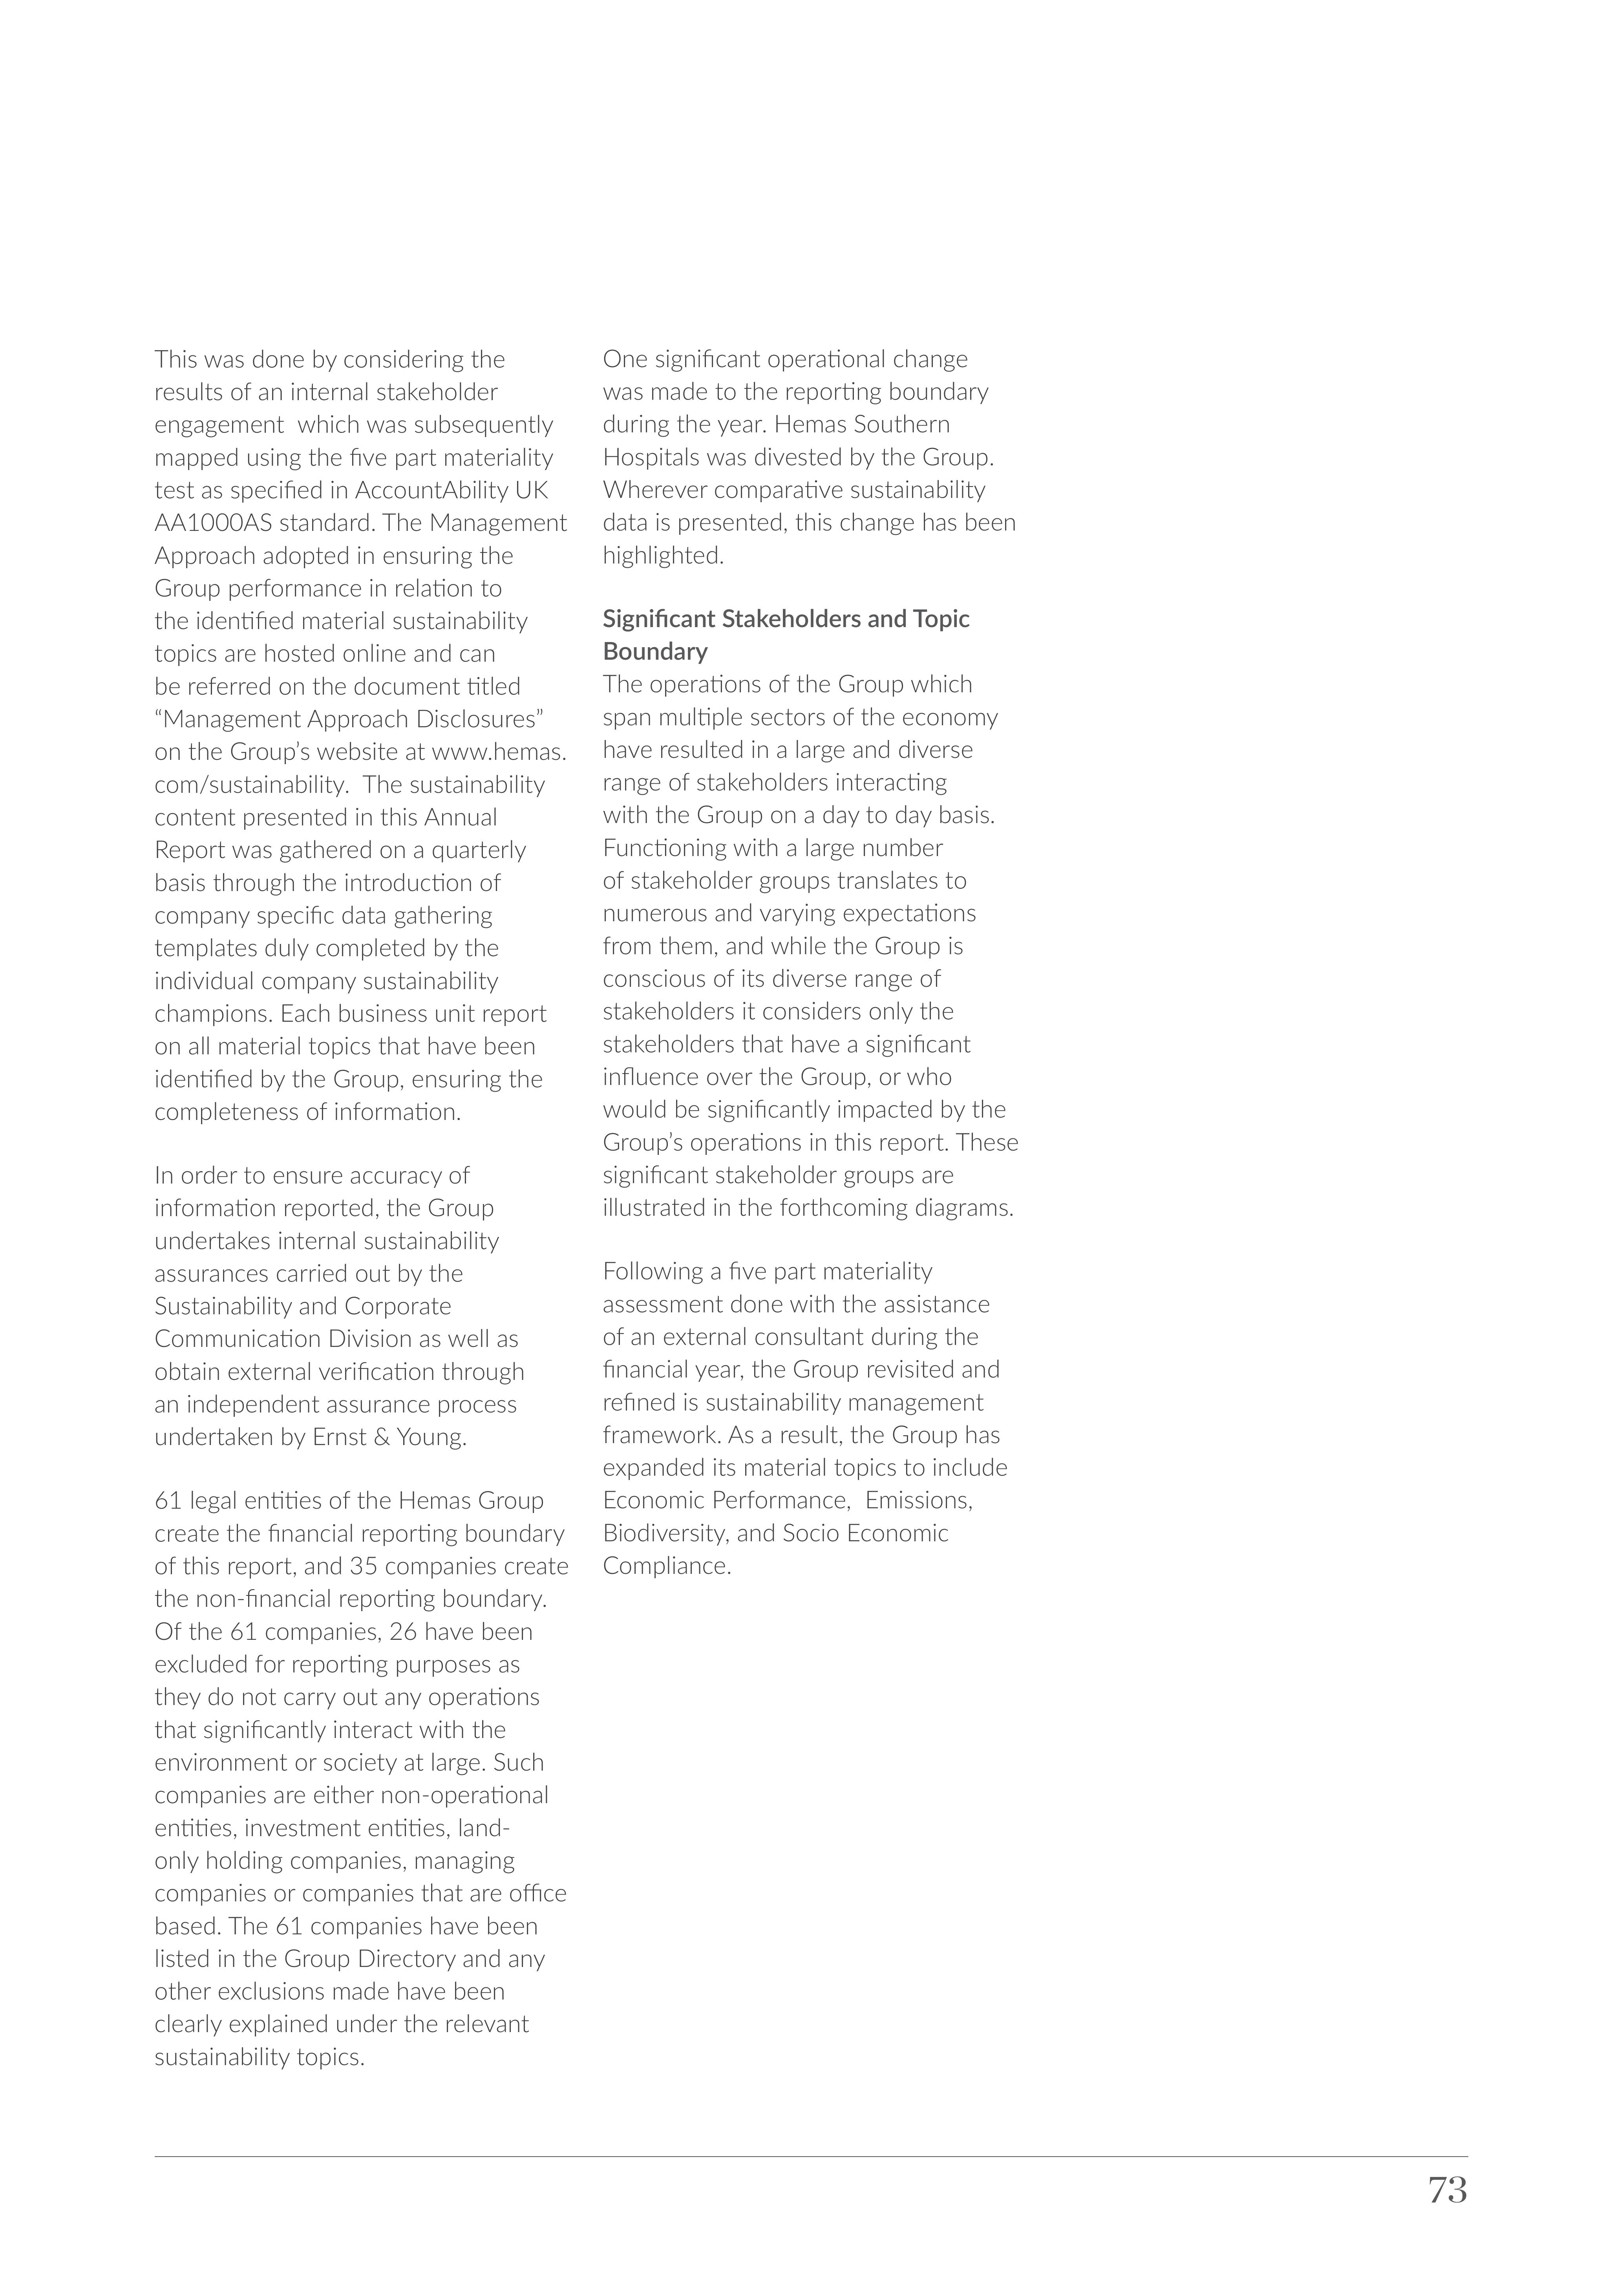 This was done by considering the
results of an internal stakeholder
engagement  which was subsequently
mapped using the five part materiality
test as specified in AccountAbility UK
AA1000AS standard. The Management
Approach adopted in ensuring the
Group performance in relation to
the identified material sustainability
topics are hosted online and can
be referred on the document titled
“Management Approach Disclosures”
on the Group’s website at www.hemas.
com/sustainability.  The sustainability
content presented in this Annual
Report was gathered on a quarterly
basis through the introduction of
company specific data gathering
templates duly completed by the
individual company sustainability
champions. Each business unit report
on all material topics that have been
identified by the Group, ensuring the
completeness of information.

In order to ensure accuracy of
information reported, the Group
undertakes internal sustainability
assurances carried out by the
Sustainability and Corporate
Communication Division as well as
obtain external verification through
an independent assurance process
undertaken by Ernst & Young.

61 legal entities of the Hemas Group
create the financial reporting boundary
of this report, and 35 companies create
the non-financial reporting boundary.
Of the 61 companies, 26 have been
excluded for reporting purposes as
they do not carry out any operations
that significantly interact with the
environment or society at large. Such
companies are either non-operational
entities, investment entities, land-
only holding companies, managing
companies or companies that are office
based. The 61 companies have been
listed in the Group Directory and any
other exclusions made have been
clearly explained under the relevant
sustainability topics.

One significant operational change
was made to the reporting boundary
during the year. Hemas Southern
Hospitals was divested by the Group.
Wherever comparative sustainability
data is presented, this change has been
highlighted.

Significant Stakeholders and Topic
Boundary
The operations of the Group which
span multiple sectors of the economy
have resulted in a large and diverse
range of stakeholders interacting
with the Group on a day to day basis.
Functioning with a large number
of stakeholder groups translates to
numerous and varying expectations
from them, and while the Group is
conscious of its diverse range of
stakeholders it considers only the
stakeholders that have a significant
influence over the Group, or who
would be significantly impacted by the
Group’s operations in this report. These
significant stakeholder groups are
illustrated in the forthcoming diagrams.

Following a five part materiality
assessment done with the assistance
of an external consultant during the
financial year, the Group revisited and
refined is sustainability management
framework. As a result, the Group has
expanded its material topics to include
Economic Performance,  Emissions,
Biodiversity, and Socio Economic
Compliance.

73